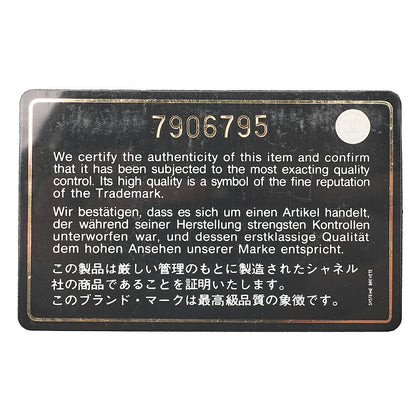 7906795
We certify the authenticity of this item and confirm
that it has been subjected to the most exacting quality
control. Its high quality is a symbol of the fine reputation
of the Trademark.
Wir bestätigen, dass es sich um einen Artikel handelt,
der während seiner Herstellung strengsten Kontrollen
unterworfen war, und dessen erstklassige Qualität
dem hohen Ansehen unserer Marke entspricht.
この製品は厳しい管理のもとに製造されたシャネル
社の商品であることを証明いたします。
このブランド・マークは最高級品質の象徴です。